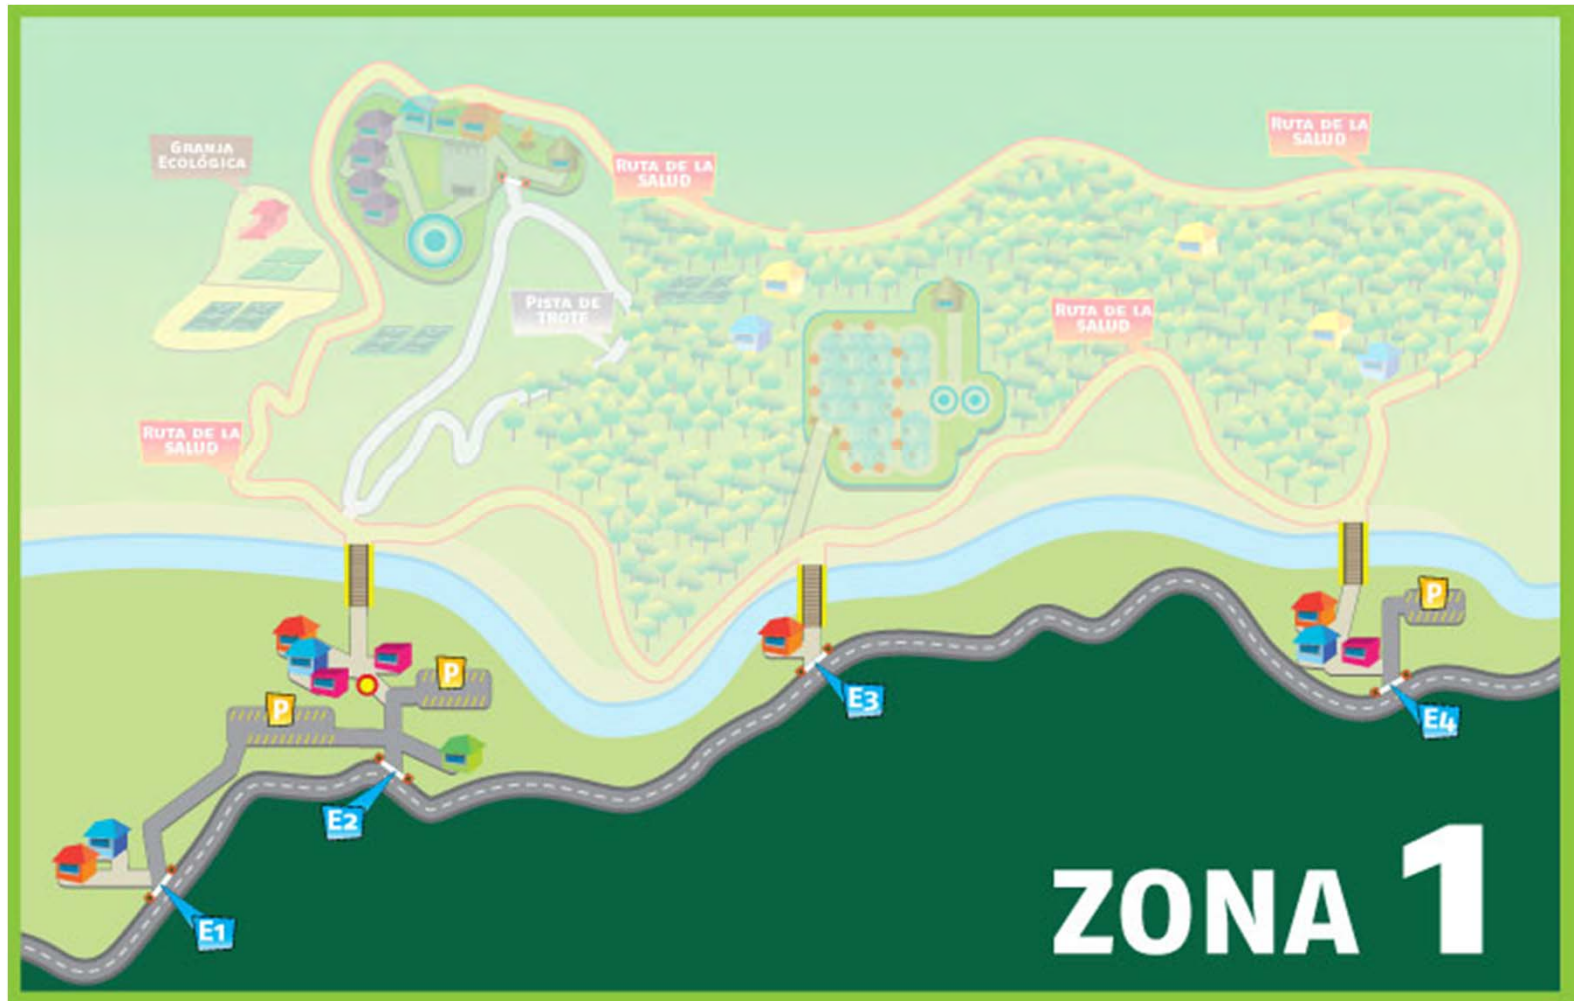 RUTA DE LA
SALUD
GRANJA
ECOLÓGICA
RUTA DE LA
SALUD
PISTA DE
TROTE
RUTA DE LA
SALUD
RUTA DE LA
SALUD
P
P
P
E3
E4
E2
E1
ZONA 1